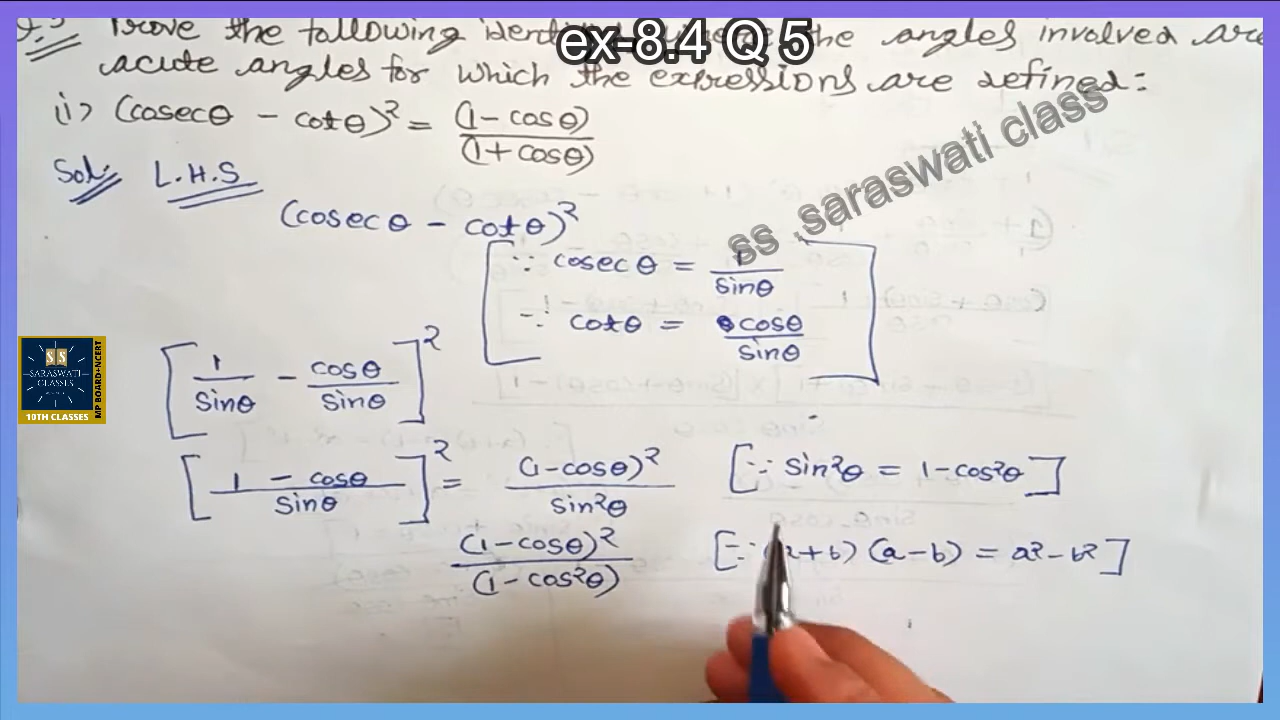 ex-8.4 Q 5
Q.5 Prove the following the angles involved are
acute angles for which the expressions are defined:
(i) (cosecθ - cotθ)² = (1-cosθ)/(1+cosθ)
ss .saraswati class
Sol. L.H.S
(cosecθ - cotθ)²
[∵ cosecθ = 1/sinθ
∵ cotθ = cosθ/sinθ]
[1/sinθ - cosθ/sinθ]²
[1 - cosθ/sinθ]² = (1-cosθ)²/sin²θ [∵ sin²θ = 1-cos²θ]
(1-cosθ)²/(1-cos²θ) [∵ (a+b) (a-b) = a²-b²]
SS
SARASWATI
CLASSES
10TH CLASSES
MP BOARD+NCERT